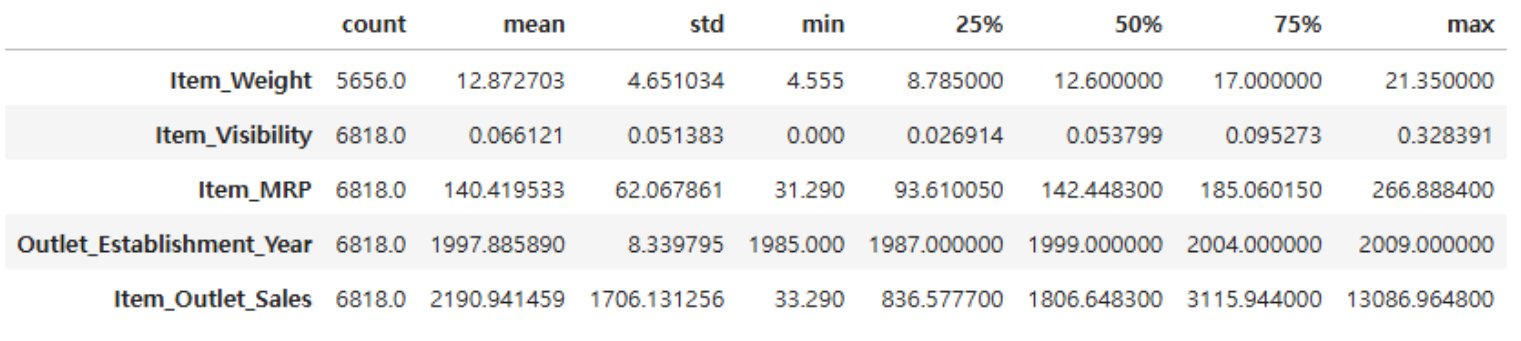 count mean std min 25% 50% 75% max
Item_Weight 5656.0 12.872703 4.651034 4.555 8.785000 12.600000 17.000000 21.350000
Item_Visibility 6818.0 0.066121 0.051383 0.000 0.026914 0.053799 0.095273 0.328391
Item_MRP 6818.0 140.419533 62.067861 31.290 93.610050 142.448300 185.060150 266.888400
Outlet_Establishment_Year 6818.0 1997.885890 8.339795 1985.000 1987.000000 1999.000000 2004.000000 2009.000000
Item_Outlet_Sales 6818.0 2190.941459 1706.131256 33.290 836.577700 1806.648300 3115.944000 13086.964800